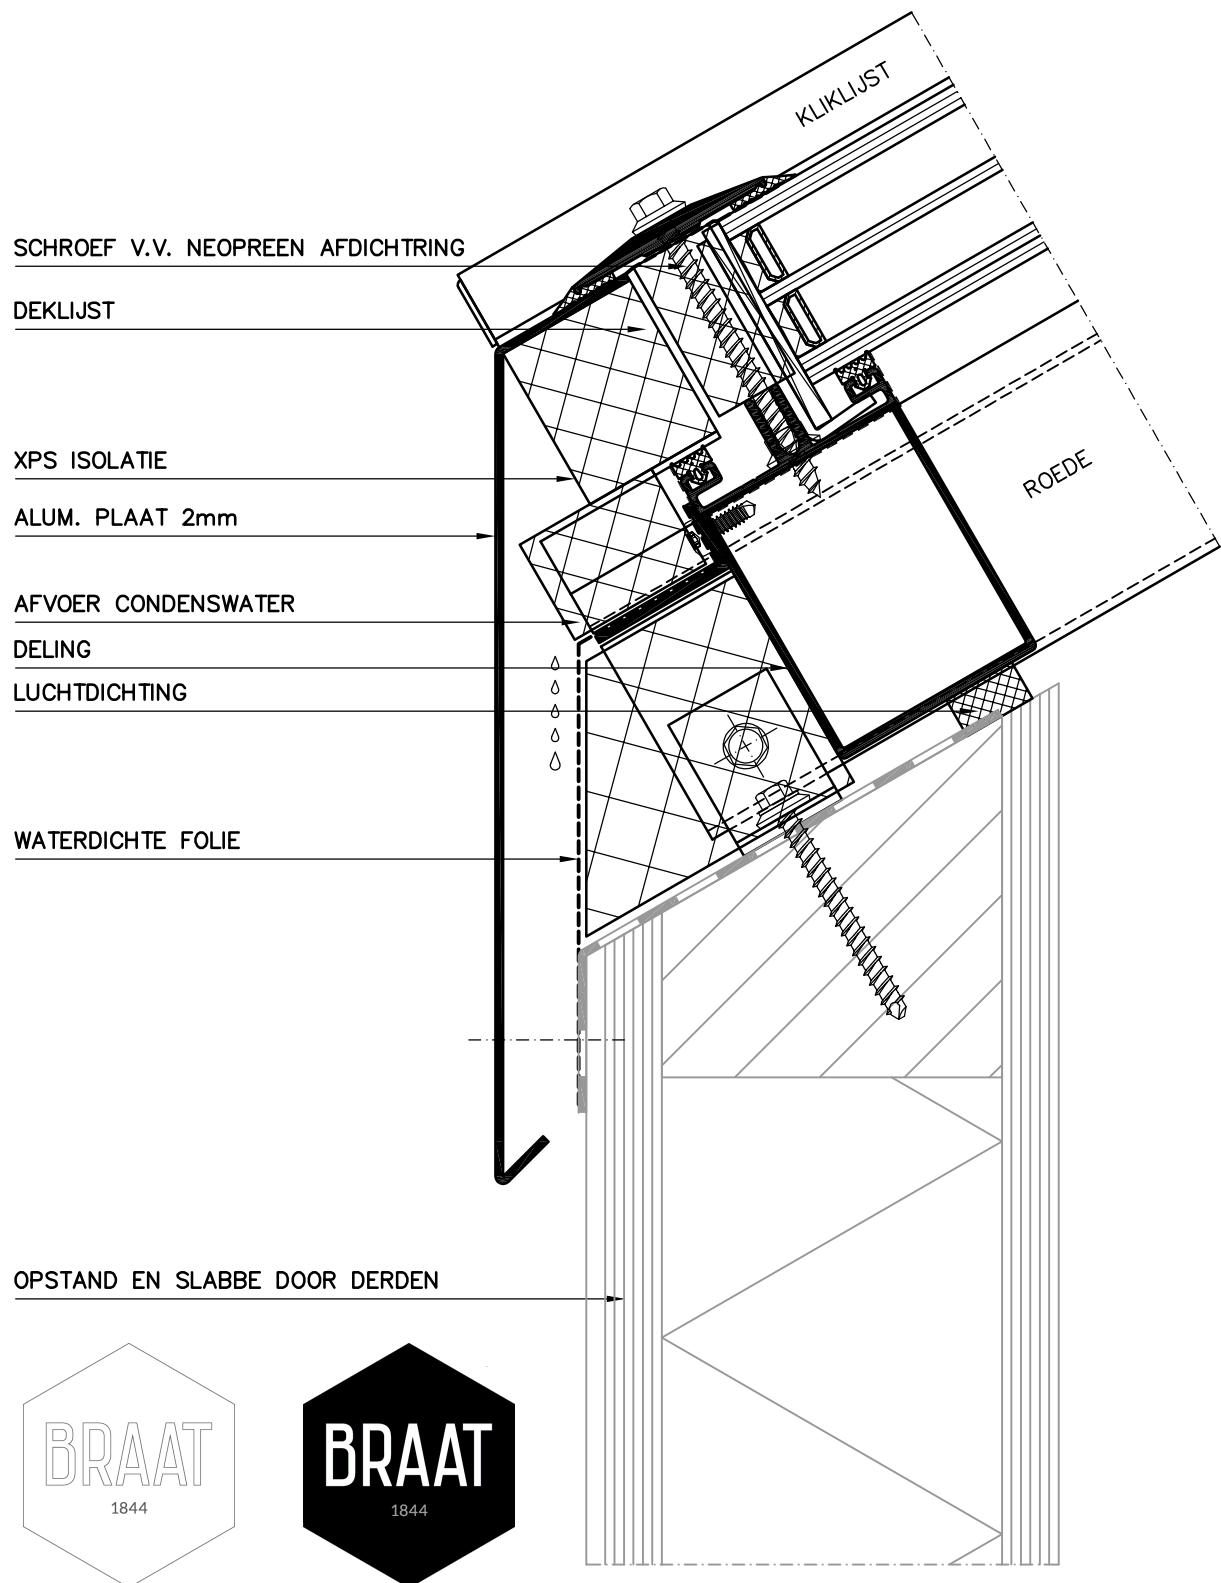 KLIKLIJST
SCHROEF V.V. NEOPREEN AFDICHTRING
DEKLIJST
XPS ISOLATIE
ROEDE
ALUM. PLAAT 2mm
AFVOER CONDENSWATER
DELING
LUCHTDICHTING
WATERDICHTE FOLIE
OPSTAND EN SLABBE DOOR DERDEN
BRAAT
1844
BRAAT
1844